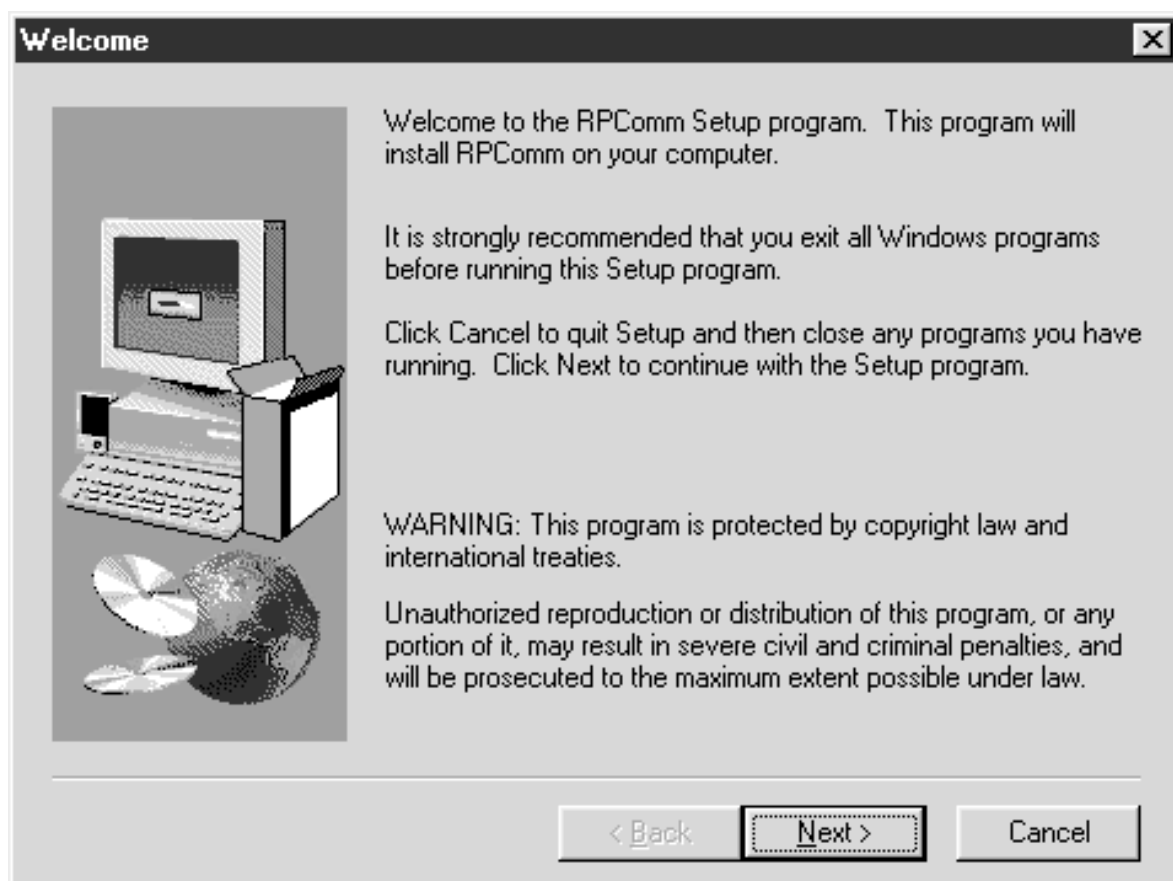 Welcome
Welcome to the RPComm Setup program.  This program will
install RPComm on your computer.
It is strongly recommended that you exit all Windows programs
before running this Setup program.
Click Cancel to quit Setup and then close any programs you have
running.  Click Next to continue with the Setup program.
WARNING: This program is protected by copyright law and
international treaties.
Unauthorized reproduction or distribution of this program, or any
portion of it, may result in severe civil and criminal penalties, and
will be prosecuted to the maximum extent possible under law.
< Back
Next >
Cancel